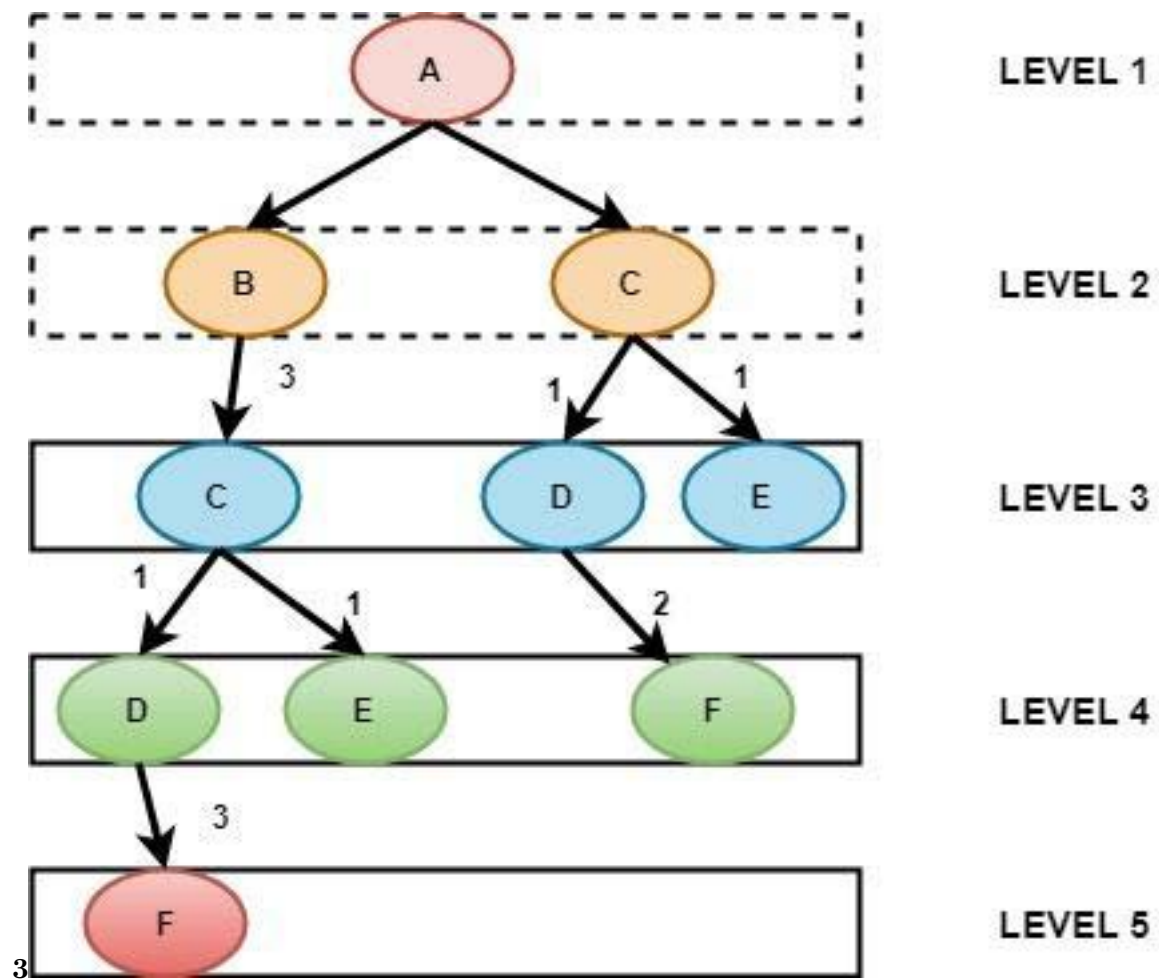 A LEVEL 1
B C LEVEL 2
3 1 1
C D E LEVEL 3
1 1 2
D E F LEVEL 4
3
F LEVEL 5
3